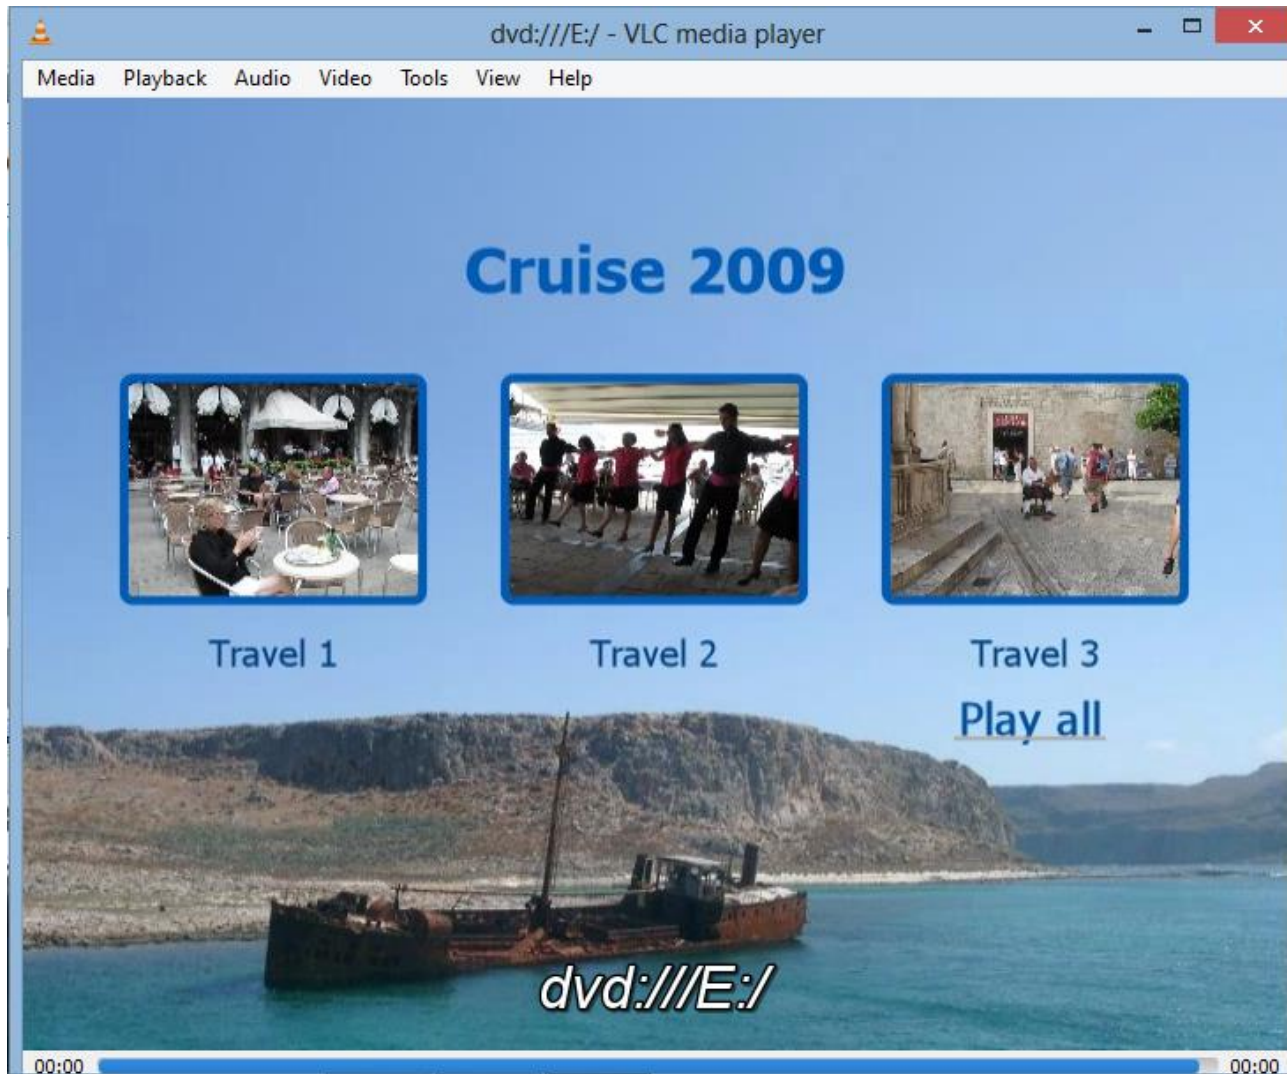 dvd:///E:/ - VLC media player
Media Playback Audio Video Tools View Help
Cruise 2009
Travel 1 Travel 2 Travel 3
Play all
dvd:///E:/
00:00 00:00